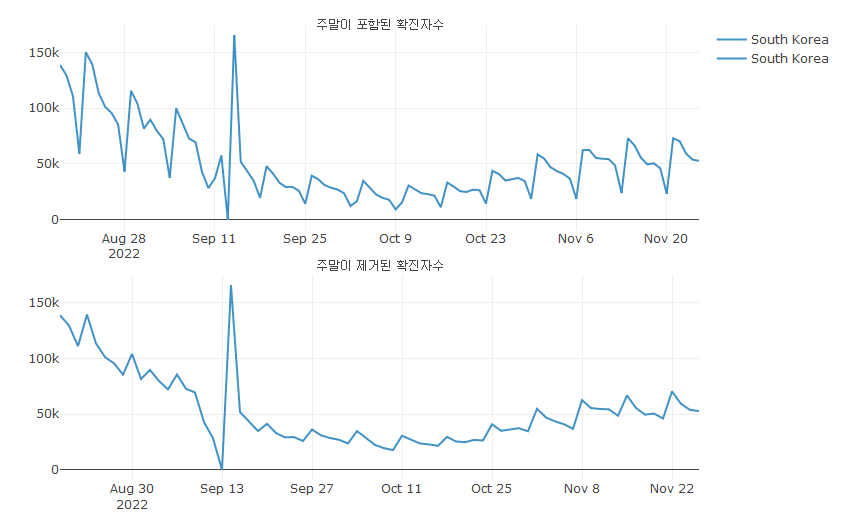 주말이 포함된 확진자수
150k
100k
50k
0
Aug 28
2022
Sep 11
Sep 25
Oct 9
Oct 23
Nov 6
Nov 20
South Korea
South Korea
주말이 제거된 확진자수
150k
100k
50k
0
Aug 30
2022
Sep 13
Sep 27
Oct 11
Oct 25
Nov 8
Nov 22